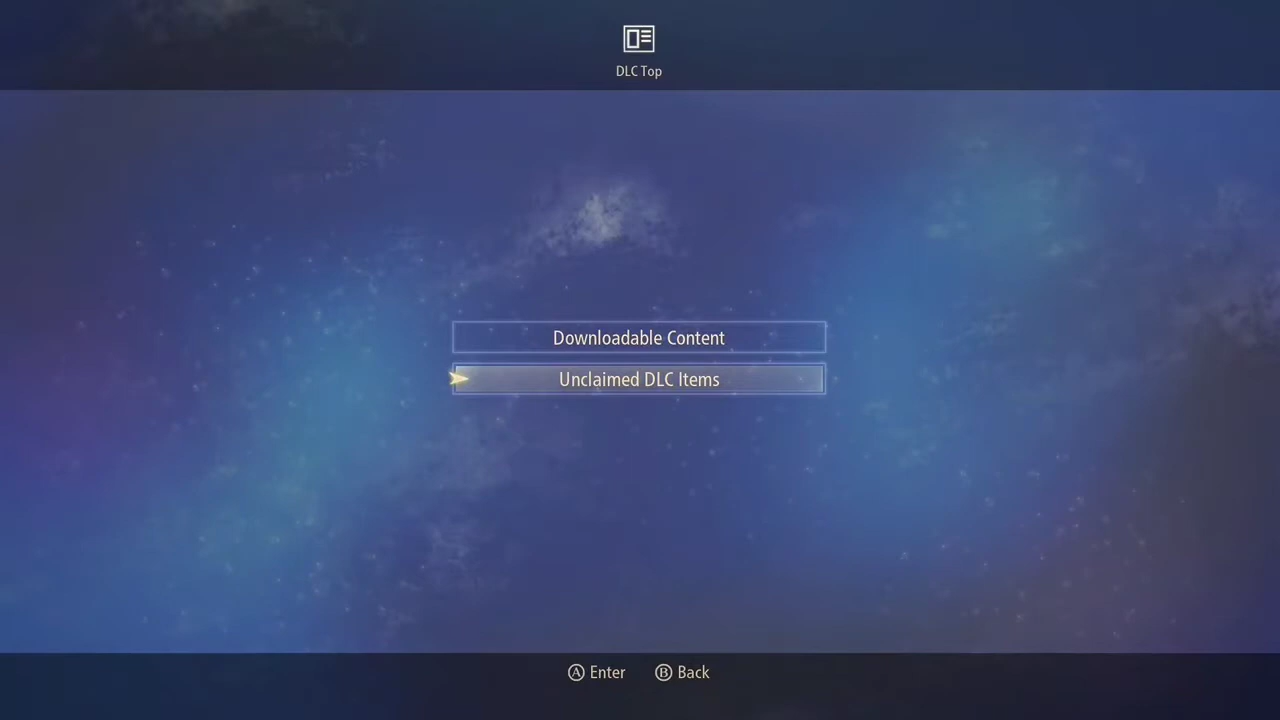 DLC Top
Downloadable Content
Unclaimed DLC Items
Ⓐ Enter Ⓑ Back